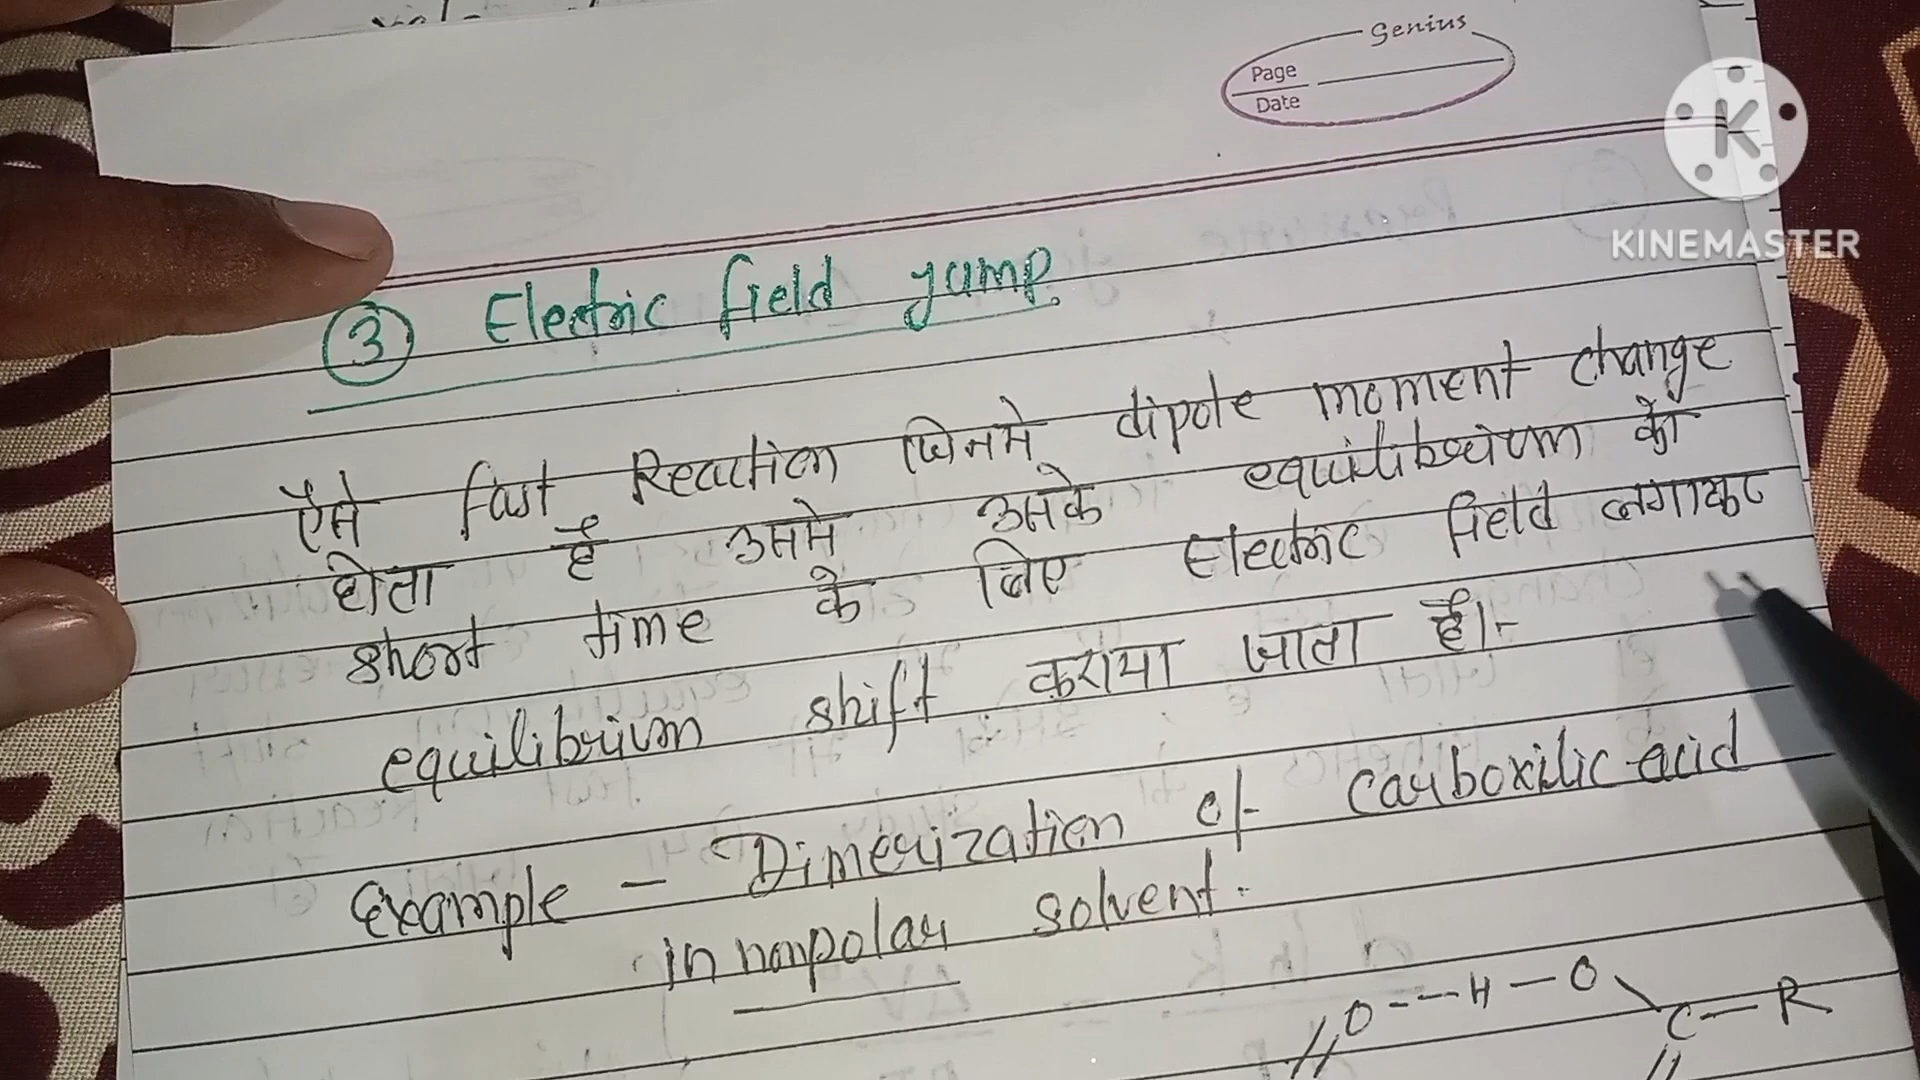 Genius
Page
Date
KINEMASTER
③ Electric field jump
ऐसे fast Reaction जिनमे dipole moment change
होता है उसमे उसके equilibrium को
short time के लिए Electric field लगाकर
equilibrium shift कराया जाता है।
Example - Dimerization of carboxilic acid
in nonpolar solvent.
O---H-O
C-R